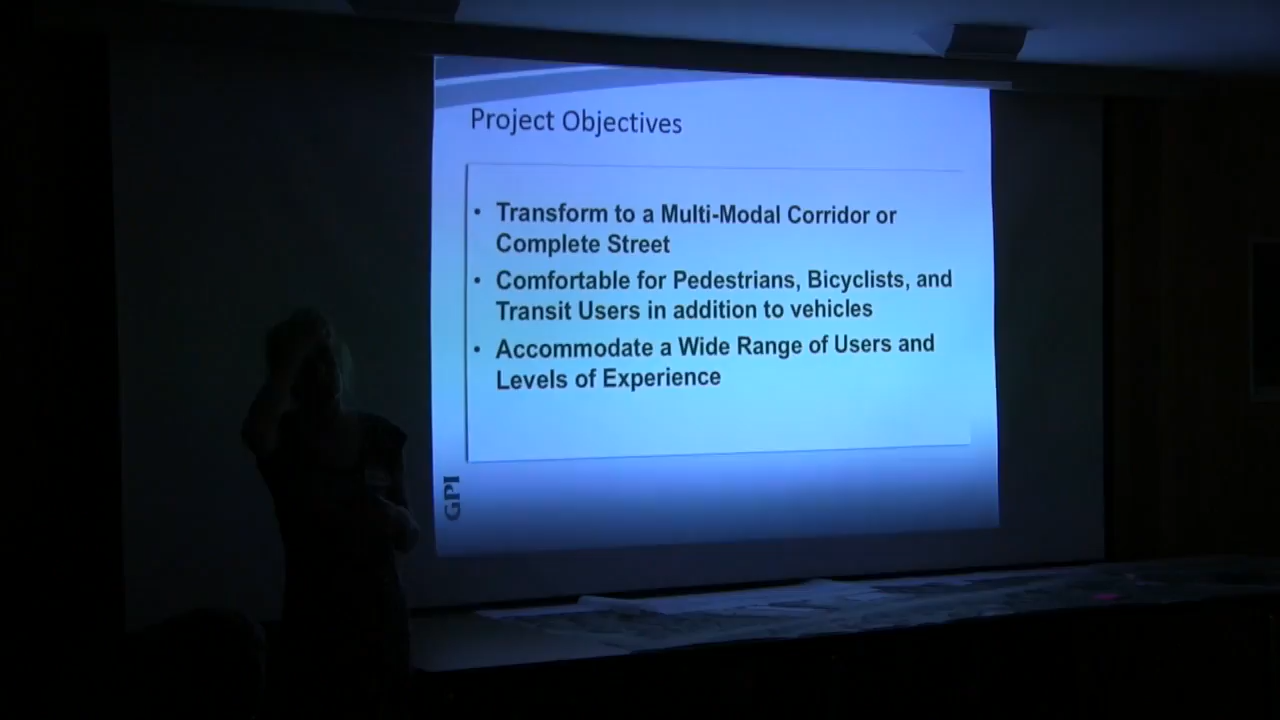 Project Objectives
• Transform to a Multi-Modal Corridor or
Complete Street
• Comfortable for Pedestrians, Bicyclists, and
Transit Users in addition to vehicles
• Accommodate a Wide Range of Users and
Levels of Experience
GPI